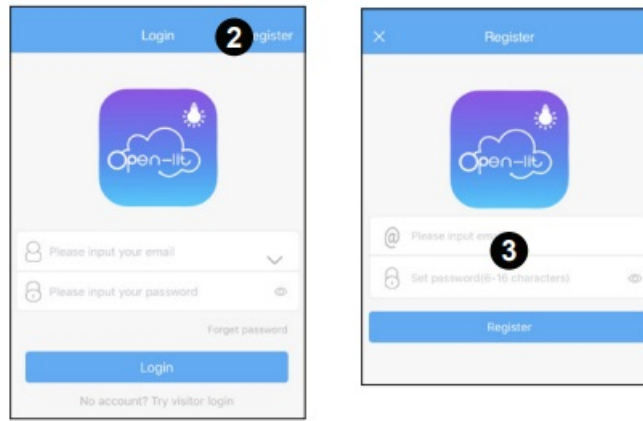 Login
2 egister
Open-lit
Please input your email
Please input your password
Forget password
Login
No account? Try visitor login
Register
Open-lit
@ Please input em
3
Set password(6-16 characters)
Register